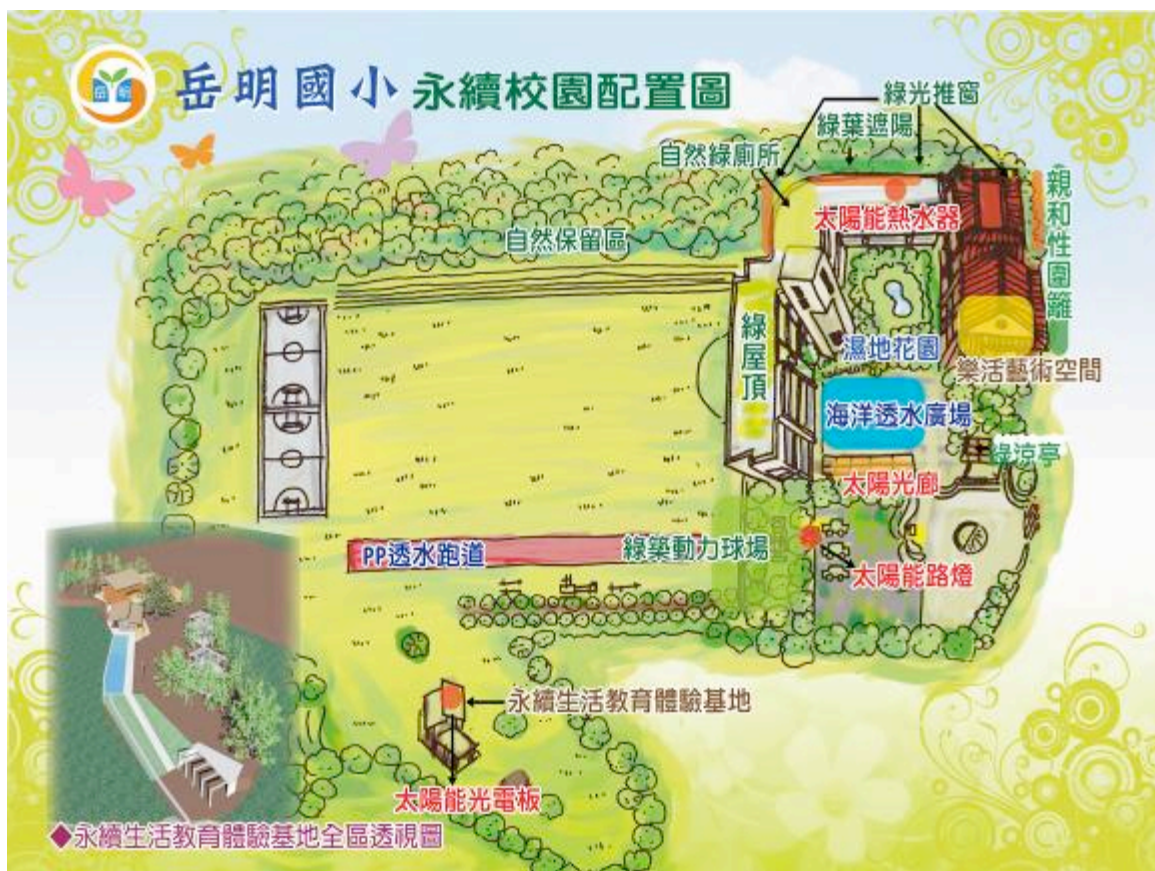 岳明
岳明國小 永續校園配置圖
綠光推窗
綠葉遮陽
自然綠廁所
太陽能熱水器
親和性圍籬
自然保留區
綠屋頂
濕地花園
樂活藝術空間
海洋透水廣場
綠涼亭
太陽光廊
PP透水跑道
綠築動力球場
太陽能路燈
永續生活教育體驗基地
太陽能光電板
◆永續生活教育體驗基地全區透視圖